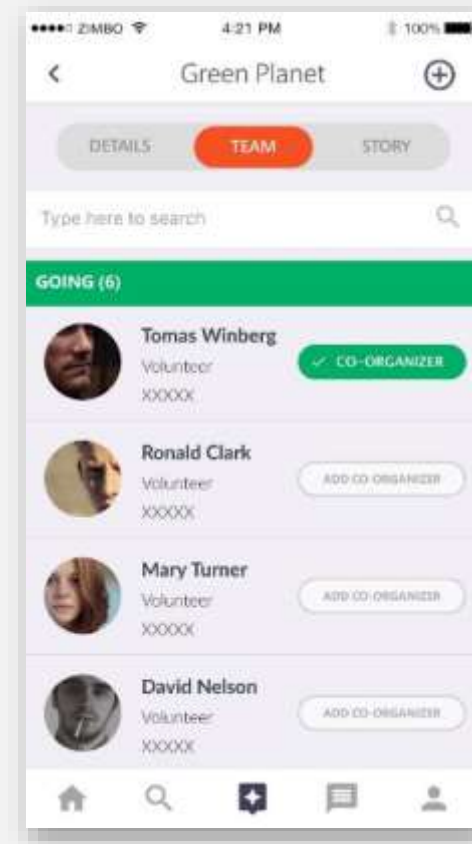 ZIMBO 4:21 PM 100%
Green Planet
DETAILS TEAM STORY
Type here to search
GOING (6)
Tomas Winberg
Volunteer
XXXXX
✓ CO-ORGANIZER
Ronald Clark
Volunteer
XXXXX
ADD CO-ORGANIZER
Mary Turner
Volunteer
XXXXX
ADD CO-ORGANIZER
David Nelson
Volunteer
XXXXX
ADD CO-ORGANIZER